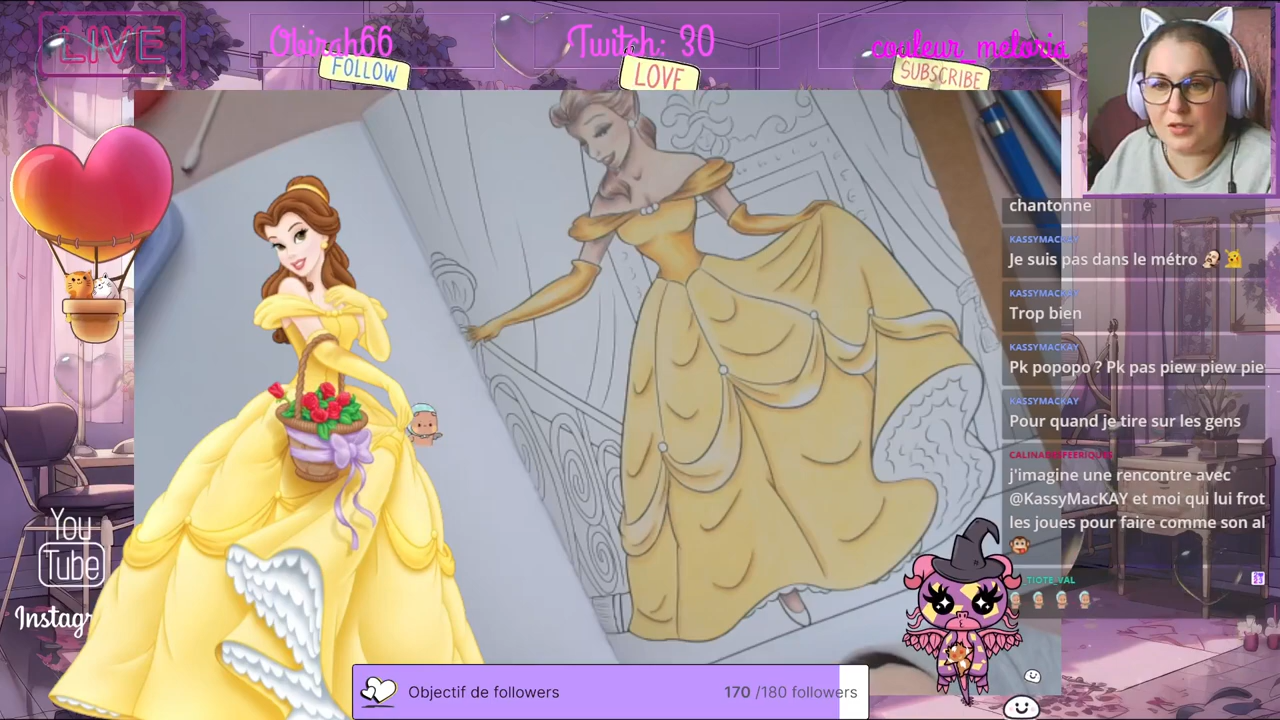 LIVE
Obirah66
Twitch: 30
couleur_meloria
FOLLOW
LOVE
SUBSCRIBE
chantonne
KASSYMACKAY
Je suis pas dans le métro
KASSYMACKAY
Trop bien
KASSYMACKAY
Pk popopo ? Pk pas piew piew pie
KASSYMACKAY
Pour quand je tire sur les gens
j'imagine une rencontre avec
@KassyMacKAY et moi qui lui frot
les joues pour faire comme son al
TIOTE_VAL
You
Tube
Instagr
Objectif de followers
170 /180 followers